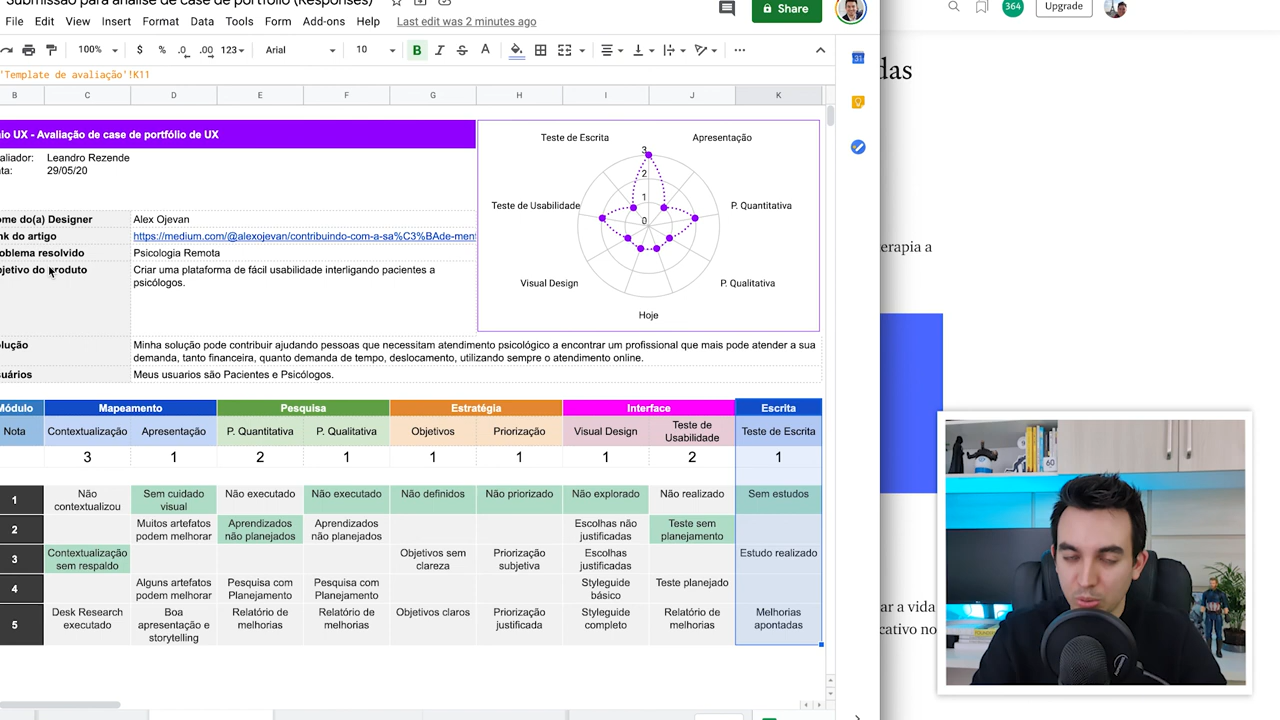 Submissão para análise de case de portfólio (Responses)
File Edit View Insert Format Data Tools Form Add-ons Help Last edit was 2 minutes ago
Share
364
Upgrade
100% $ % .0 .00 123 Arial 10 B I S A
'Template de avaliação'!K11
B C D E F G H I J K
io UX - Avaliação de case de portfólio de UX
aliador: Leandro Rezende
ta: 29/05/20
ome do(a) Designer Alex Ojevan
nk do artigo https://medium.com/@alexojevan/contribuindo-com-a-sa%C3%BAde-ment
oblema resolvido Psicologia Remota
jetivo do produto Criar uma plataforma de fácil usabilidade interligando pacientes a
psicólogos.
lução Minha solução pode contribuir ajudando pessoas que necessitam atendimento psicológico a encontrar um profissional que mais pode atender a sua
demanda, tanto financeira, quanto demanda de tempo, deslocamento, utilizando sempre o atendimento online.
suários Meus usuarios são Pacientes e Psicólogos.
Teste de Escrita Apresentação
3
2
1
0
Teste de Usabilidade P. Quantitativa
Visual Design P. Qualitativa
Hoje
Módulo Mapeamento Pesquisa Estratégia Interface Escrita
Nota Contextualização Apresentação P. Quantitativa P. Qualitativa Objetivos Priorização Visual Design Teste de Usabilidade Teste de Escrita
3 1 2 1 1 1 1 2 1
1 Não contextualizou Sem cuidado visual Não executado Não executado Não definidos Não priorizado Não explorado Não realizado Sem estudos
2 Muitos artefatos podem melhorar Aprendizados não planejados Aprendizados não planejados Escolhas não justificadas Teste sem planejamento
3 Contextualização sem respaldo Objetivos sem clareza Priorização subjetiva Escolhas justificadas Estudo realizado
4 Alguns artefatos podem melhorar Pesquisa com Planejamento Pesquisa com Planejamento Styleguide básico Teste planejado
5 Desk Research executado Boa apresentação e storytelling Relatório de melhorias Relatório de melhorias Objetivos claros Priorização justificada Styleguide completo Relatório de melhorias Melhorias apontadas
das
erapia a
ar a vida
cativo no
60